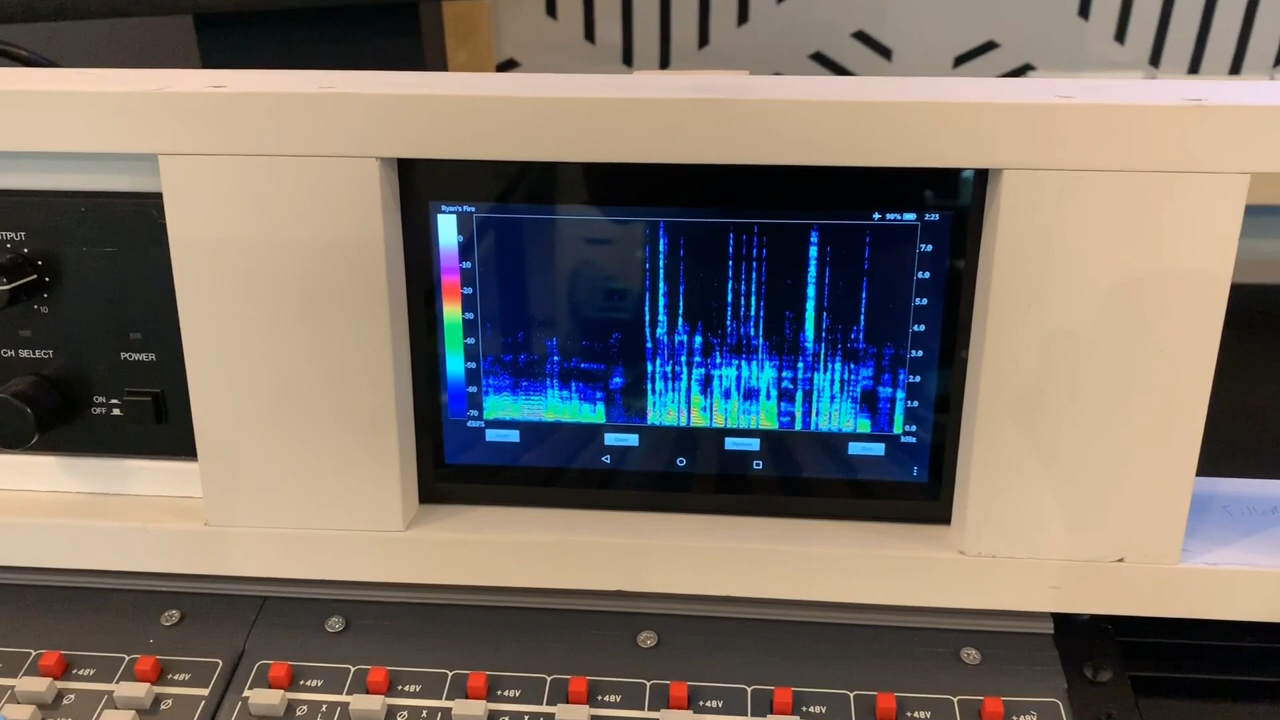 Ryan's Fire
98%
2:23
0
-10
-20
-30
-40
-50
-60
-70
dBFS
7.0
6.0
5.0
4.0
3.0
2.0
1.0
0.0
kHz
10
CH SELECT
POWER
ON
OFF
+48V
+48V
+48V
+48V
+48V
+48V
+48V
+48V
+48V
+48V
Ø
Ø
Ø
Ø